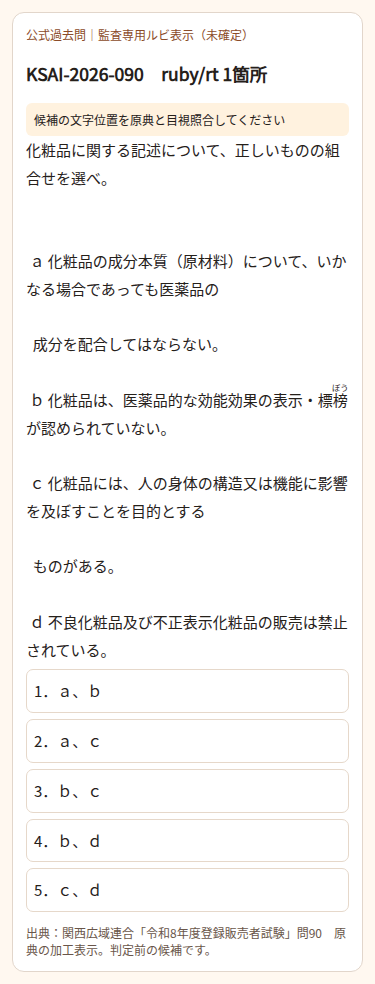 公式過去問｜監査専用ルビ表示（未確定）
KSAI-2026-090　ruby/rt 1箇所
候補の文字位置を原典と目視照合してください
化粧品に関する記述について、正しいものの組
合せを選べ。
ａ 化粧品の成分本質（原材料）について、いか
なる場合であっても医薬品の
成分を配合してはならない。
ぼう
ｂ 化粧品は、医薬品的な効能効果の表示・標榜
が認められていない。
ｃ 化粧品には、人の身体の構造又は機能に影響
を及ぼすことを目的とする
ものがある。
ｄ 不良化粧品及び不正表示化粧品の販売は禁止
されている。
1．ａ、ｂ
2．ａ、ｃ
3．ｂ、ｃ
4．ｂ、ｄ
5．ｃ、ｄ
出典：関西広域連合「令和8年度登録販売者試験」問90　原
典の加工表示。判定前の候補です。